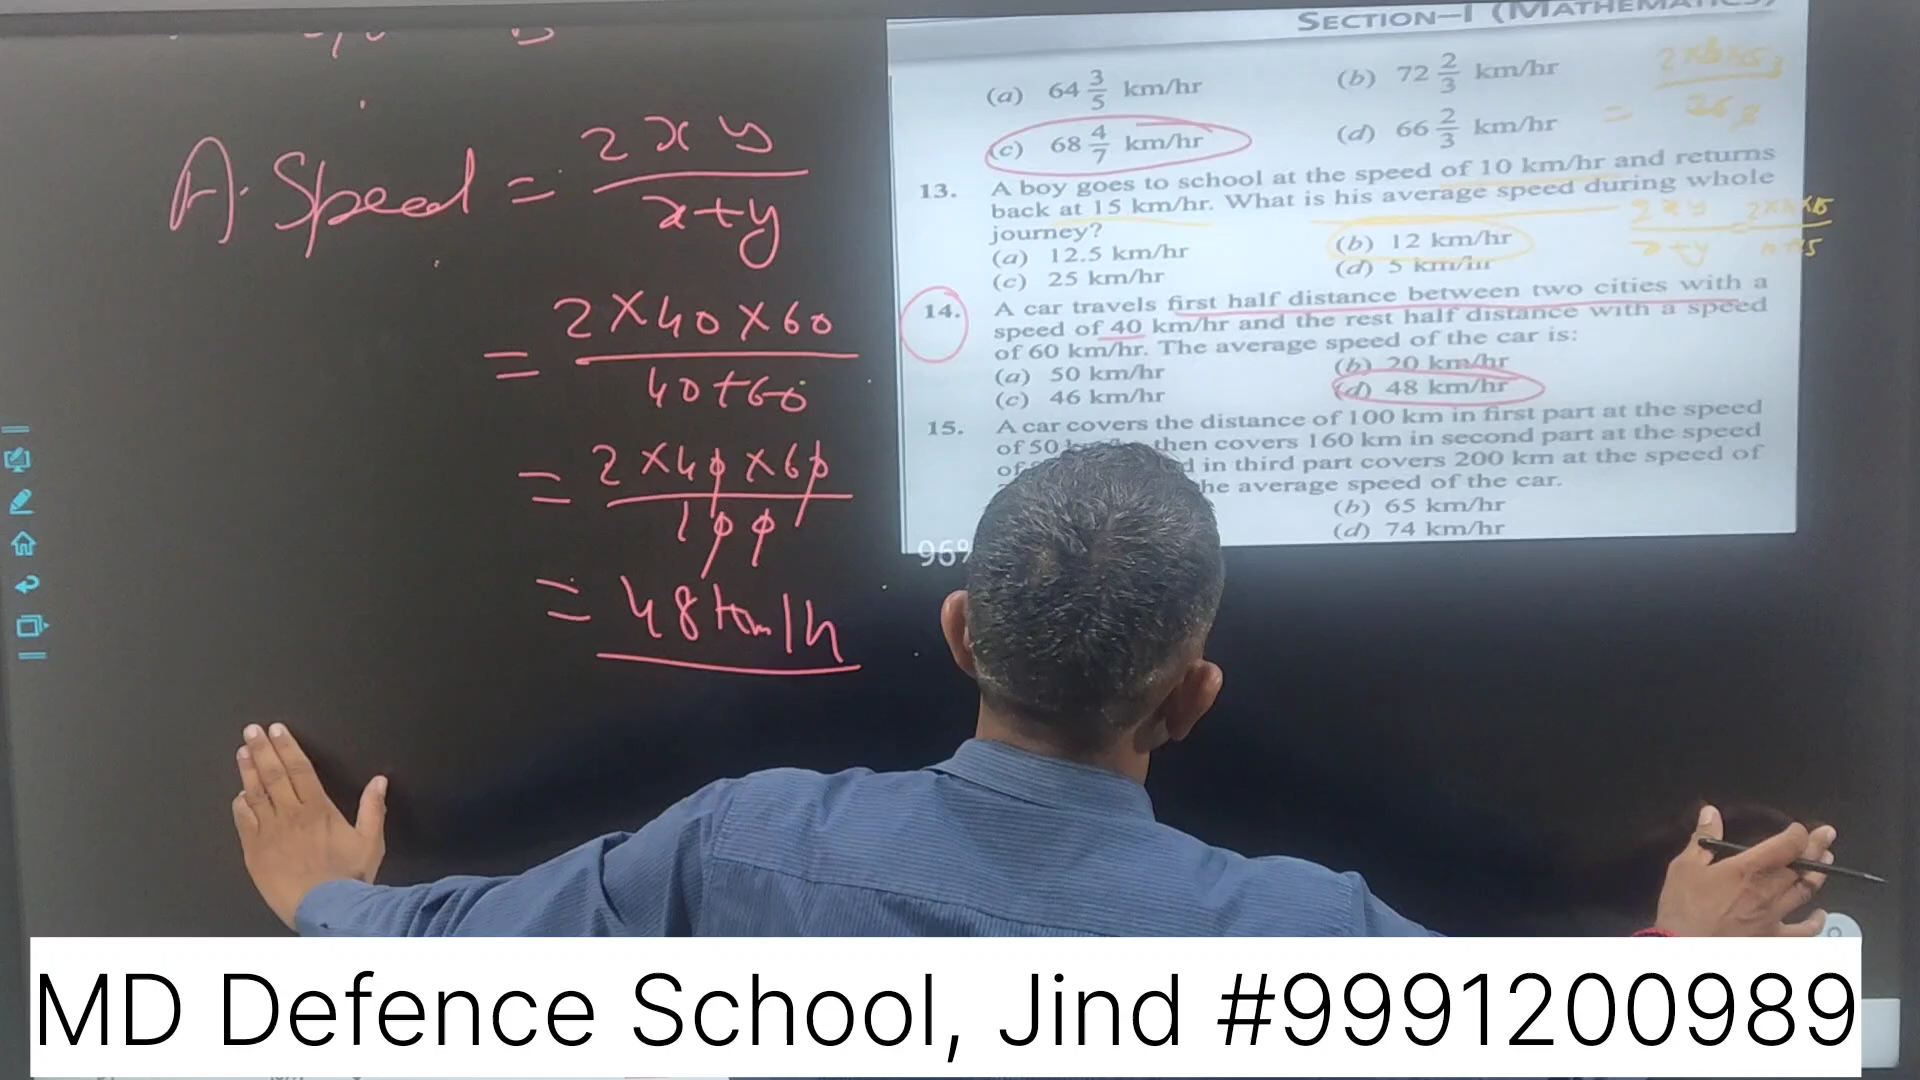 A. Speed = 2xy
x+y
= 2×40×60
40+60
= 2×40×60
100
= 48 km/h
SECTION–I (MATHEMATICS)
(a) 64 3/5 km/hr (b) 72 2/3 km/hr
(c) 68 4/7 km/hr (d) 66 2/3 km/hr
13. A boy goes to school at the speed of 10 km/hr and returns
back at 15 km/hr. What is his average speed during whole
journey?
(a) 12.5 km/hr (b) 12 km/hr
(c) 25 km/hr (d) 5 km/hr
14. A car travels first half distance between two cities with a
speed of 40 km/hr and the rest half distance with a speed
of 60 km/hr. The average speed of the car is:
(a) 50 km/hr (b) 20 km/hr
(c) 46 km/hr (d) 48 km/hr
15. A car covers the distance of 100 km in first part at the speed
of 50 then covers 160 km in second part at the speed
of in third part covers 200 km at the speed of
the average speed of the car.
(b) 65 km/hr
(d) 74 km/hr
2xy
x+y
96%
MD Defence School, Jind #9991200989